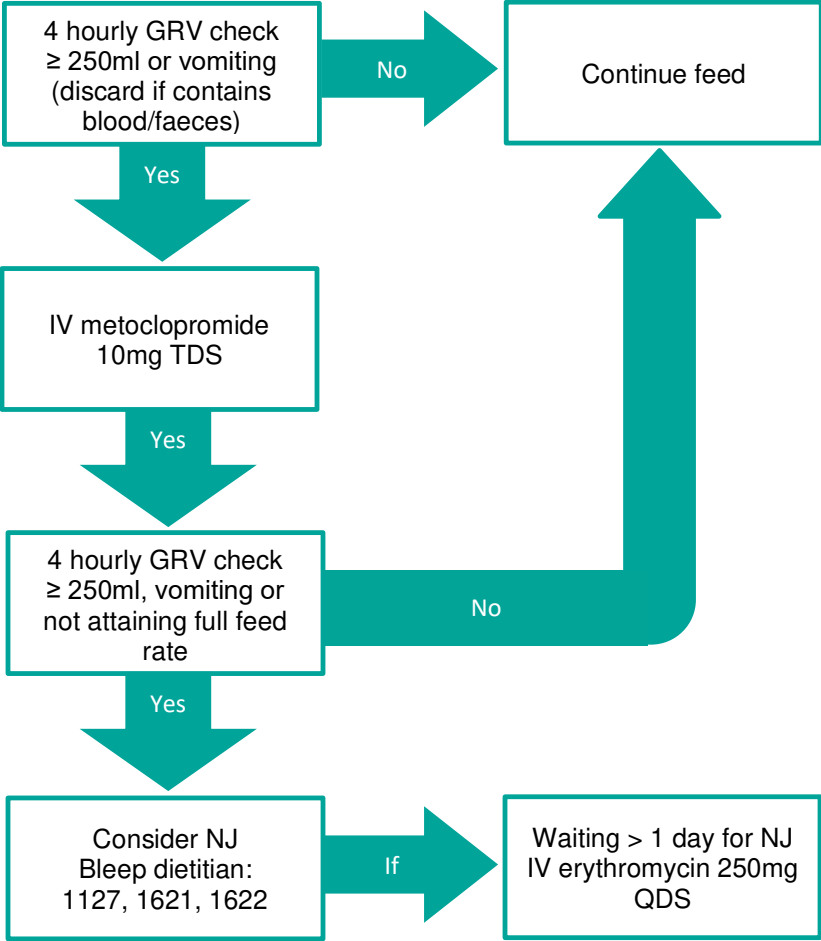 4 hourly GRV check
≥ 250ml or vomiting
(discard if contains
blood/faeces)
No
Continue feed
Yes
IV metoclopromide
10mg TDS
Yes
4 hourly GRV check
≥ 250ml, vomiting or
not attaining full feed
rate
No
Yes
Consider NJ
Bleep dietitian:
1127, 1621, 1622
If
Waiting > 1 day for NJ
IV erythromycin 250mg
QDS